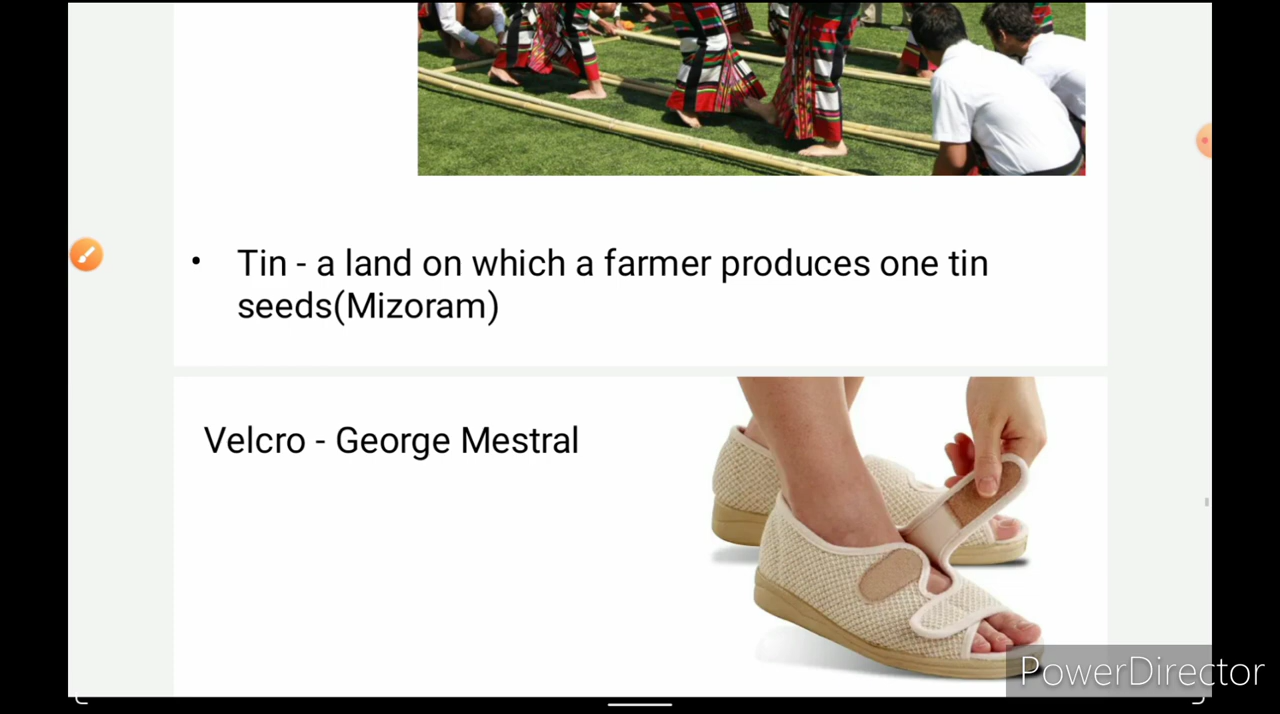 • Tin - a land on which a farmer produces one tin
seeds(Mizoram)
Velcro - George Mestral
PowerDirector